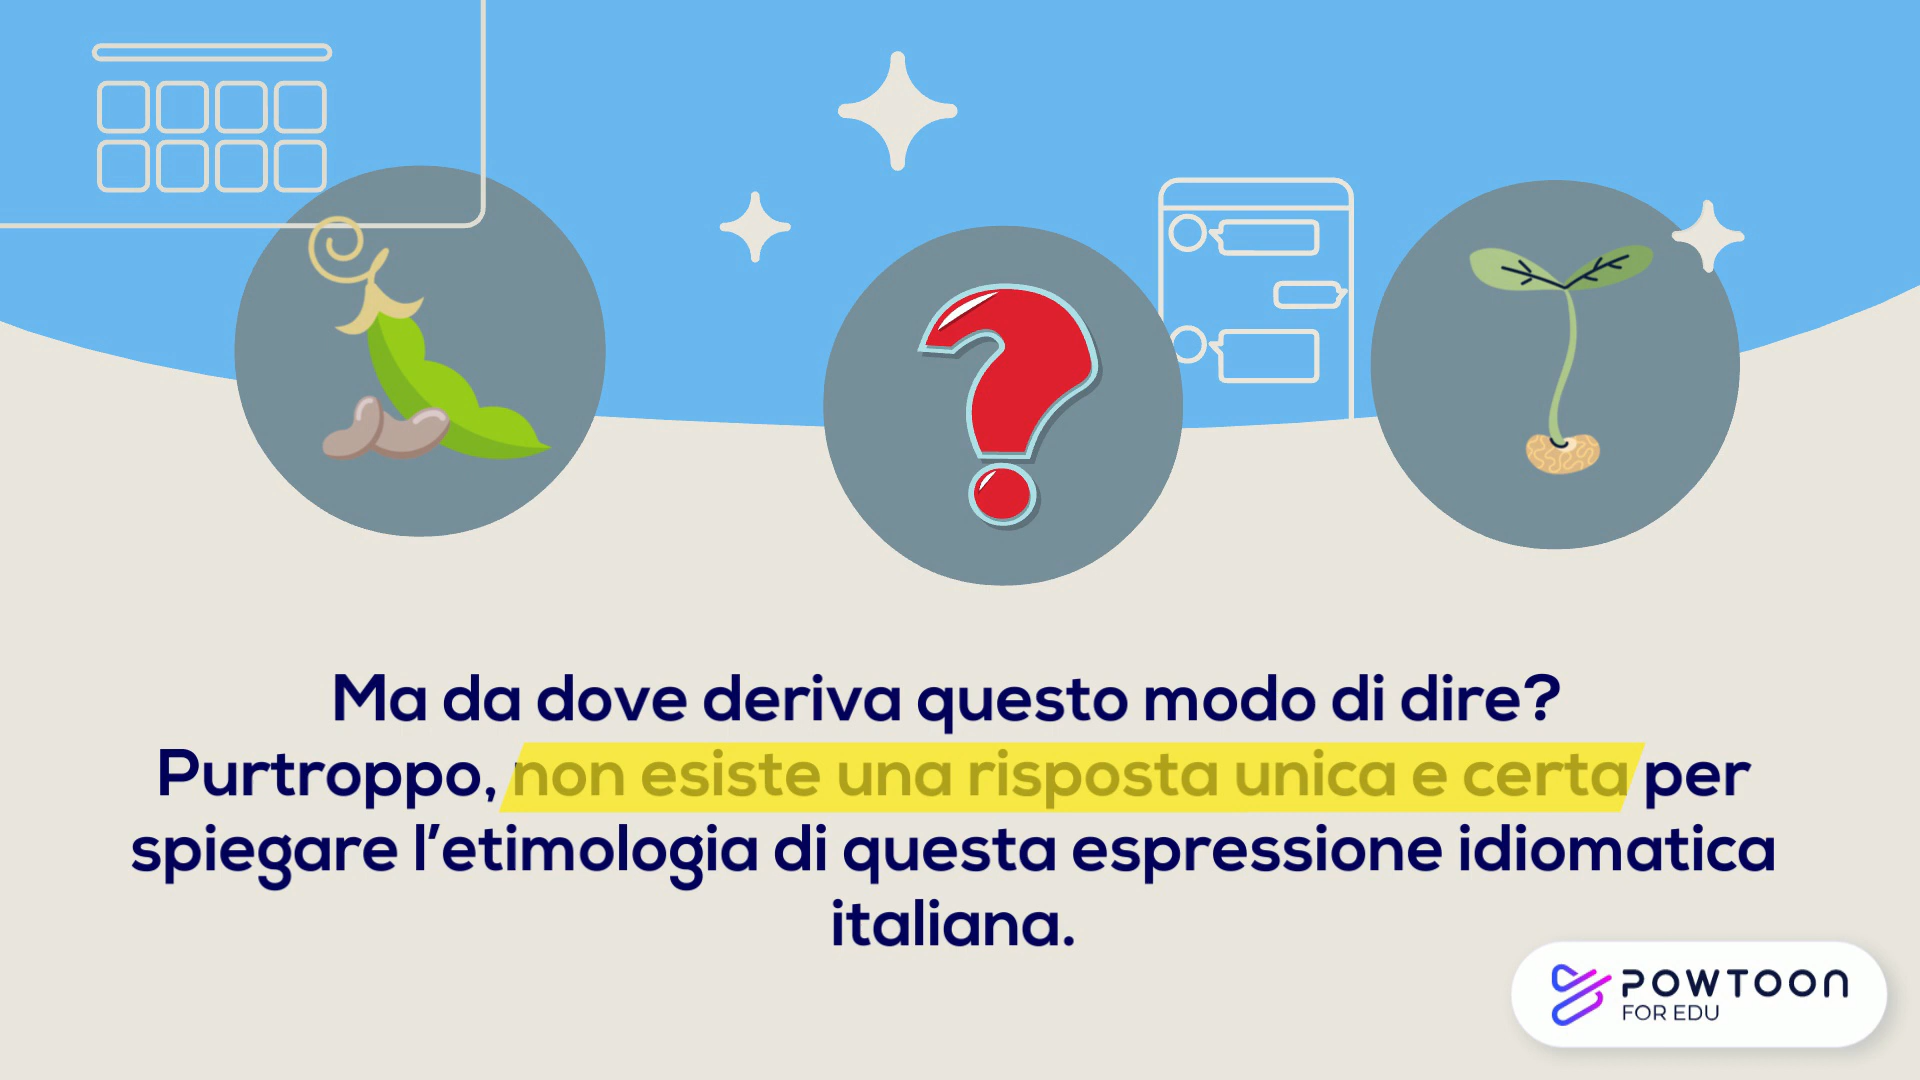 Ma da dove deriva questo modo di dire?
Purtroppo, non esiste una risposta unica e certa per
spiegare l'etimologia di questa espressione idiomatica
italiana.
POWTOON
FOR EDU